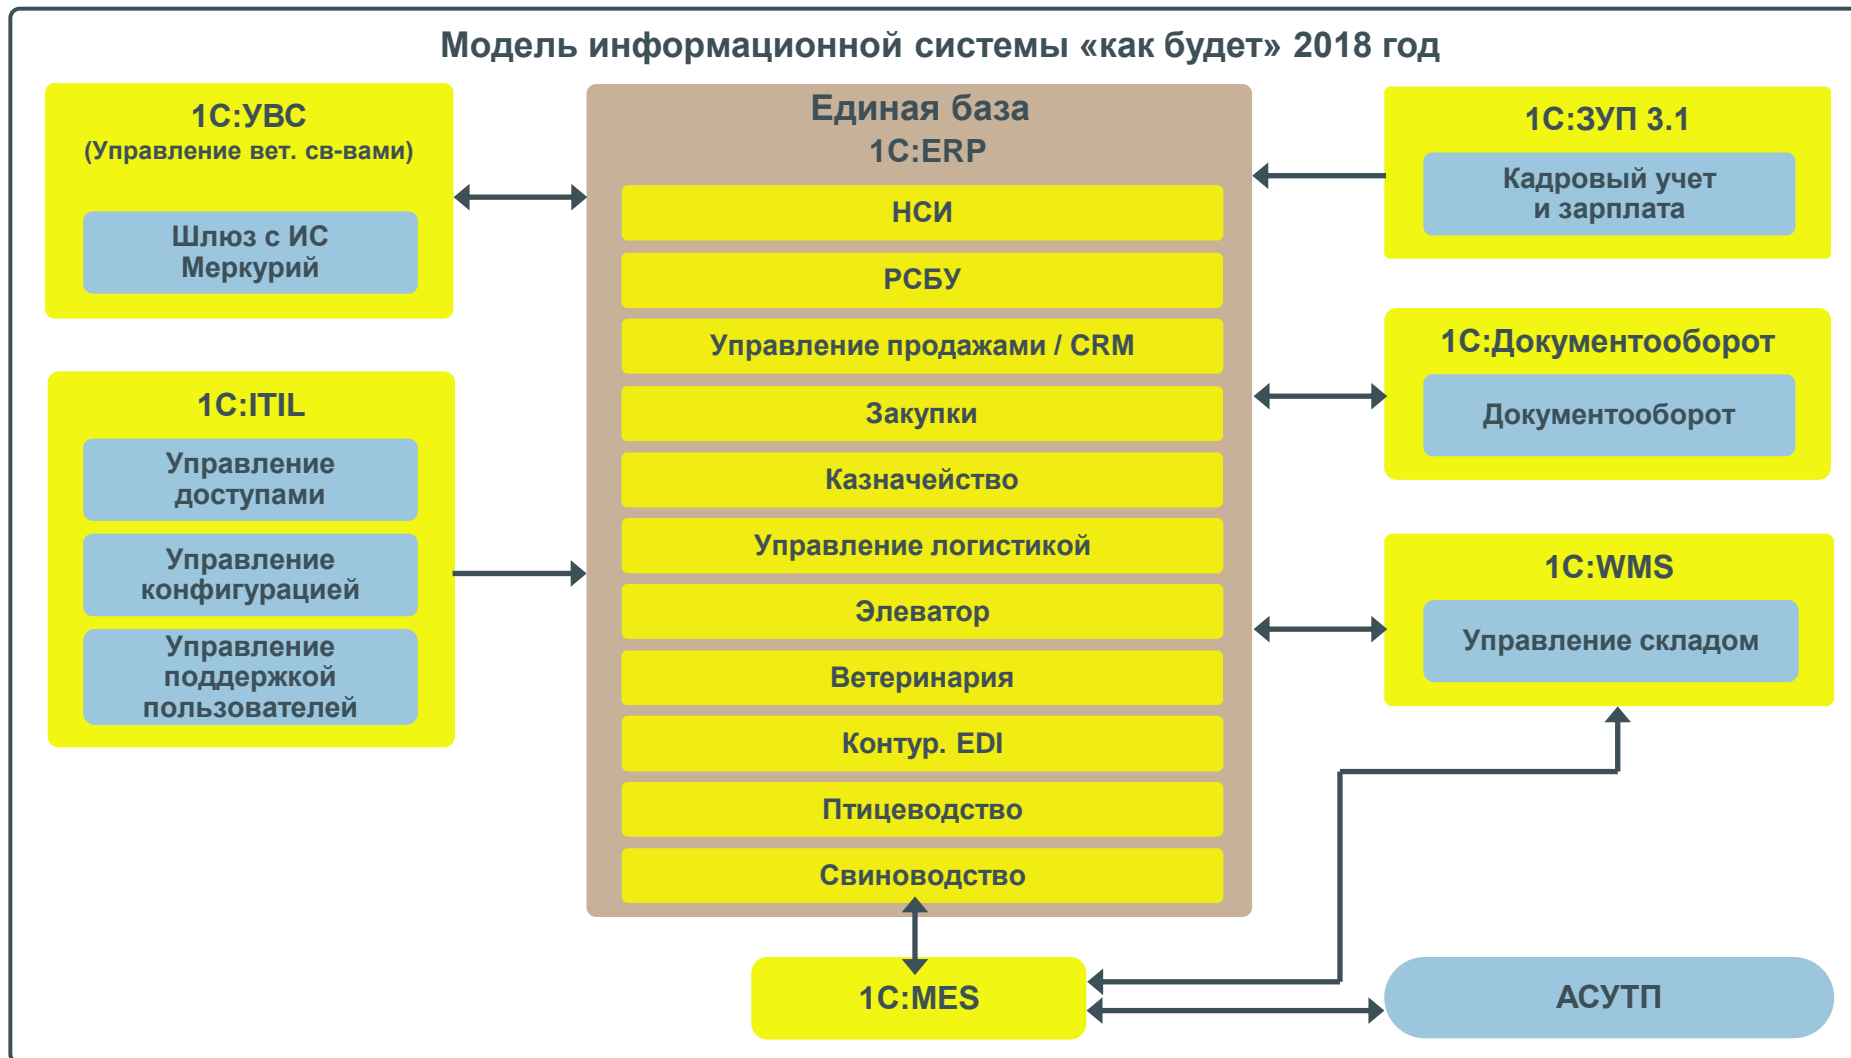 Модель информационной системы «как будет» 2018 год
1С:УВС
(Управление вет. св-вами)
Шлюз с ИС
Меркурий
1С:ITIL
Управление
доступами
Управление
конфигурацией
Управление
поддержкой
пользователей
Единая база
1С:ERP
НСИ
РСБУ
Управление продажами / CRM
Закупки
Казначейство
Управление логистикой
Элеватор
Ветеринария
Контур. EDI
Птицеводство
Свиноводство
1С:MES
1С:ЗУП 3.1
Кадровый учет
и зарплата
1С:Документооборот
Документооборот
1С:WMS
Управление складом
АСУТП